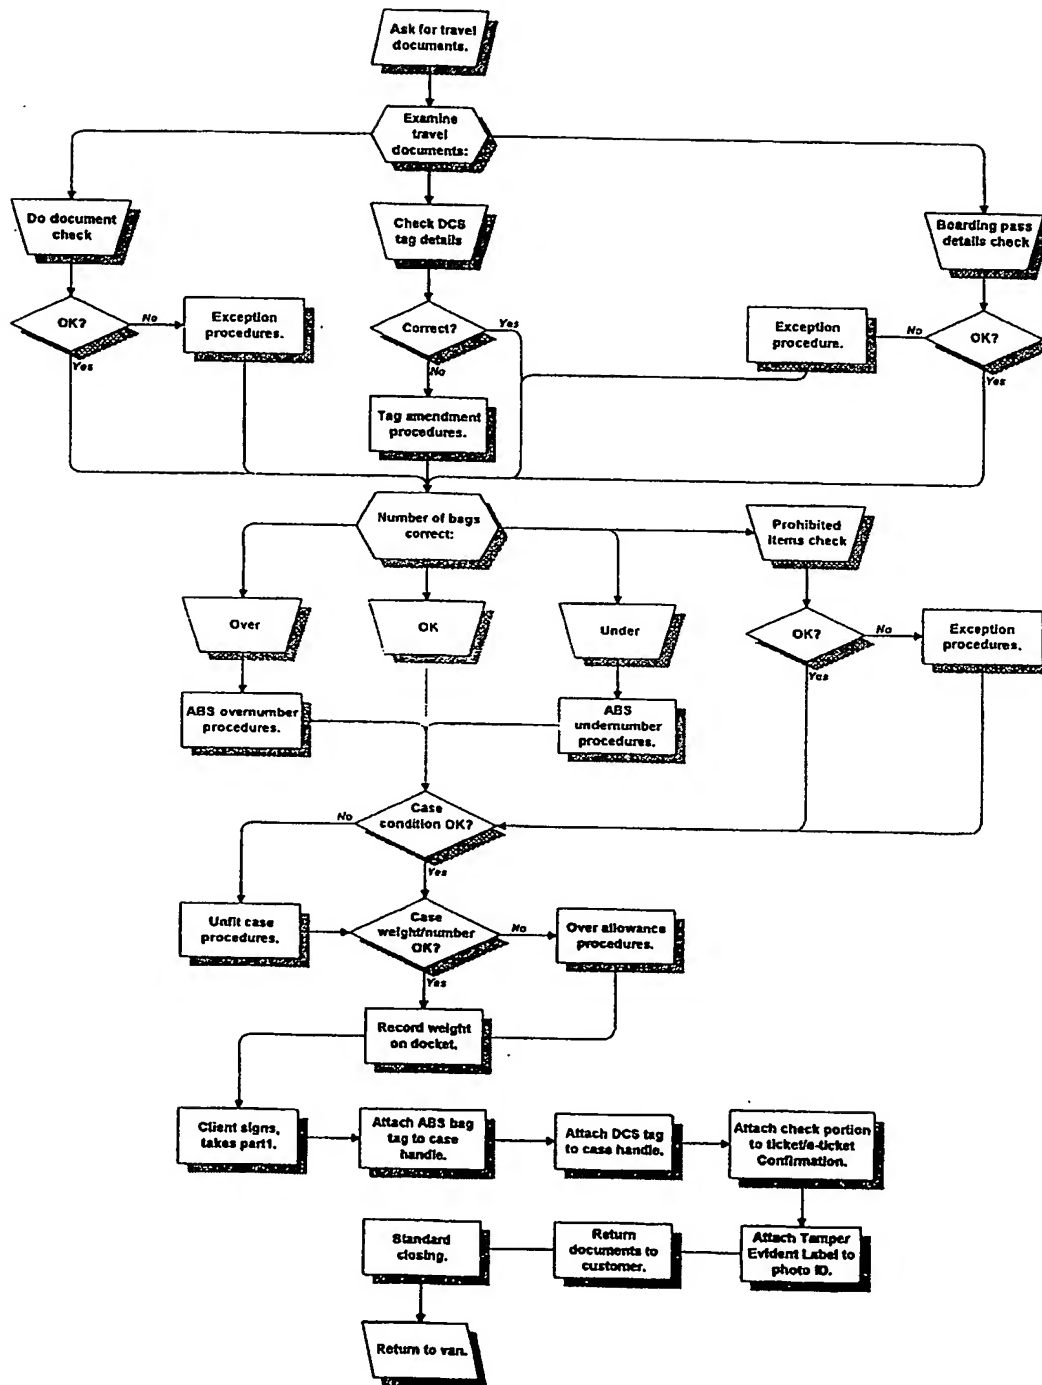 Ask for travel
documents.
Examine
travel
documents:
Do document
check
Check DCS
tag details
Boarding pass
details check
OK?
No
Yes
Exception
procedures.
Correct?
Yes
No
Exception
procedure.
No
OK?
Yes
Tag amendment
procedures.
Number of bags
correct:
Prohibited
Items check
Over
OK
Under
OK?
No
Yes
Exception
procedures.
ABS overnumber
procedures.
ABS
undernumber
procedures.
No
Case
condition OK?
Yes
Unfit case
procedures.
Case
weight/number
OK?
No
Yes
Over allowance
procedures.
Record weight
on docket.
Client signs,
takes part1.
Attach ABS bag
tag to case
handle.
Attach DCS tag
to case handle.
Attach check portion
to ticket/e-ticket
Confirmation.
Standard
closing.
Return
documents to
customer.
Attach Tamper
Evident Label to
photo ID.
Return to van.